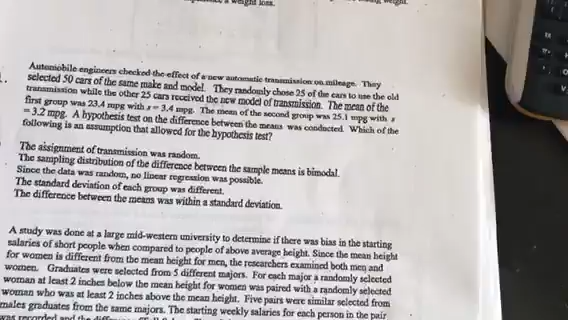 a weight loss.
weight.
Automobile engineers checked the effect of a new automatic transmission on mileage. They
selected 50 cars of the same make and model. They randomly chose 25 of the cars to use the old
transmission while the other 25 cars received the new model of transmission. The mean of the
first group was 23.4 mpg with s = 3.4 mpg. The mean of the second group was 25.1 mpg with s
= 3.2 mpg. A hypothesis test on the difference between the means was conducted. Which of the
following is an assumption that allowed for the hypothesis test?
The assignment of transmission was random.
The sampling distribution of the difference between the sample means is bimodal.
Since the data was random, no linear regression was possible.
The standard deviation of each group was different.
The difference between the means was within a standard deviation.
A study was done at a large mid-western university to determine if there was bias in the starting
salaries of short people when compared to people of above average height. Since the mean height
for women is different from the mean height for men, the researchers examined both men and
women. Graduates were selected from 5 different majors. For each major a randomly selected
woman at least 2 inches below the mean height for women was paired with a randomly selected
woman who was at least 2 inches above the mean height. Five pairs were similar selected from
males graduates from the same majors. The starting weekly salaries for each person in the pair
was recorded and the